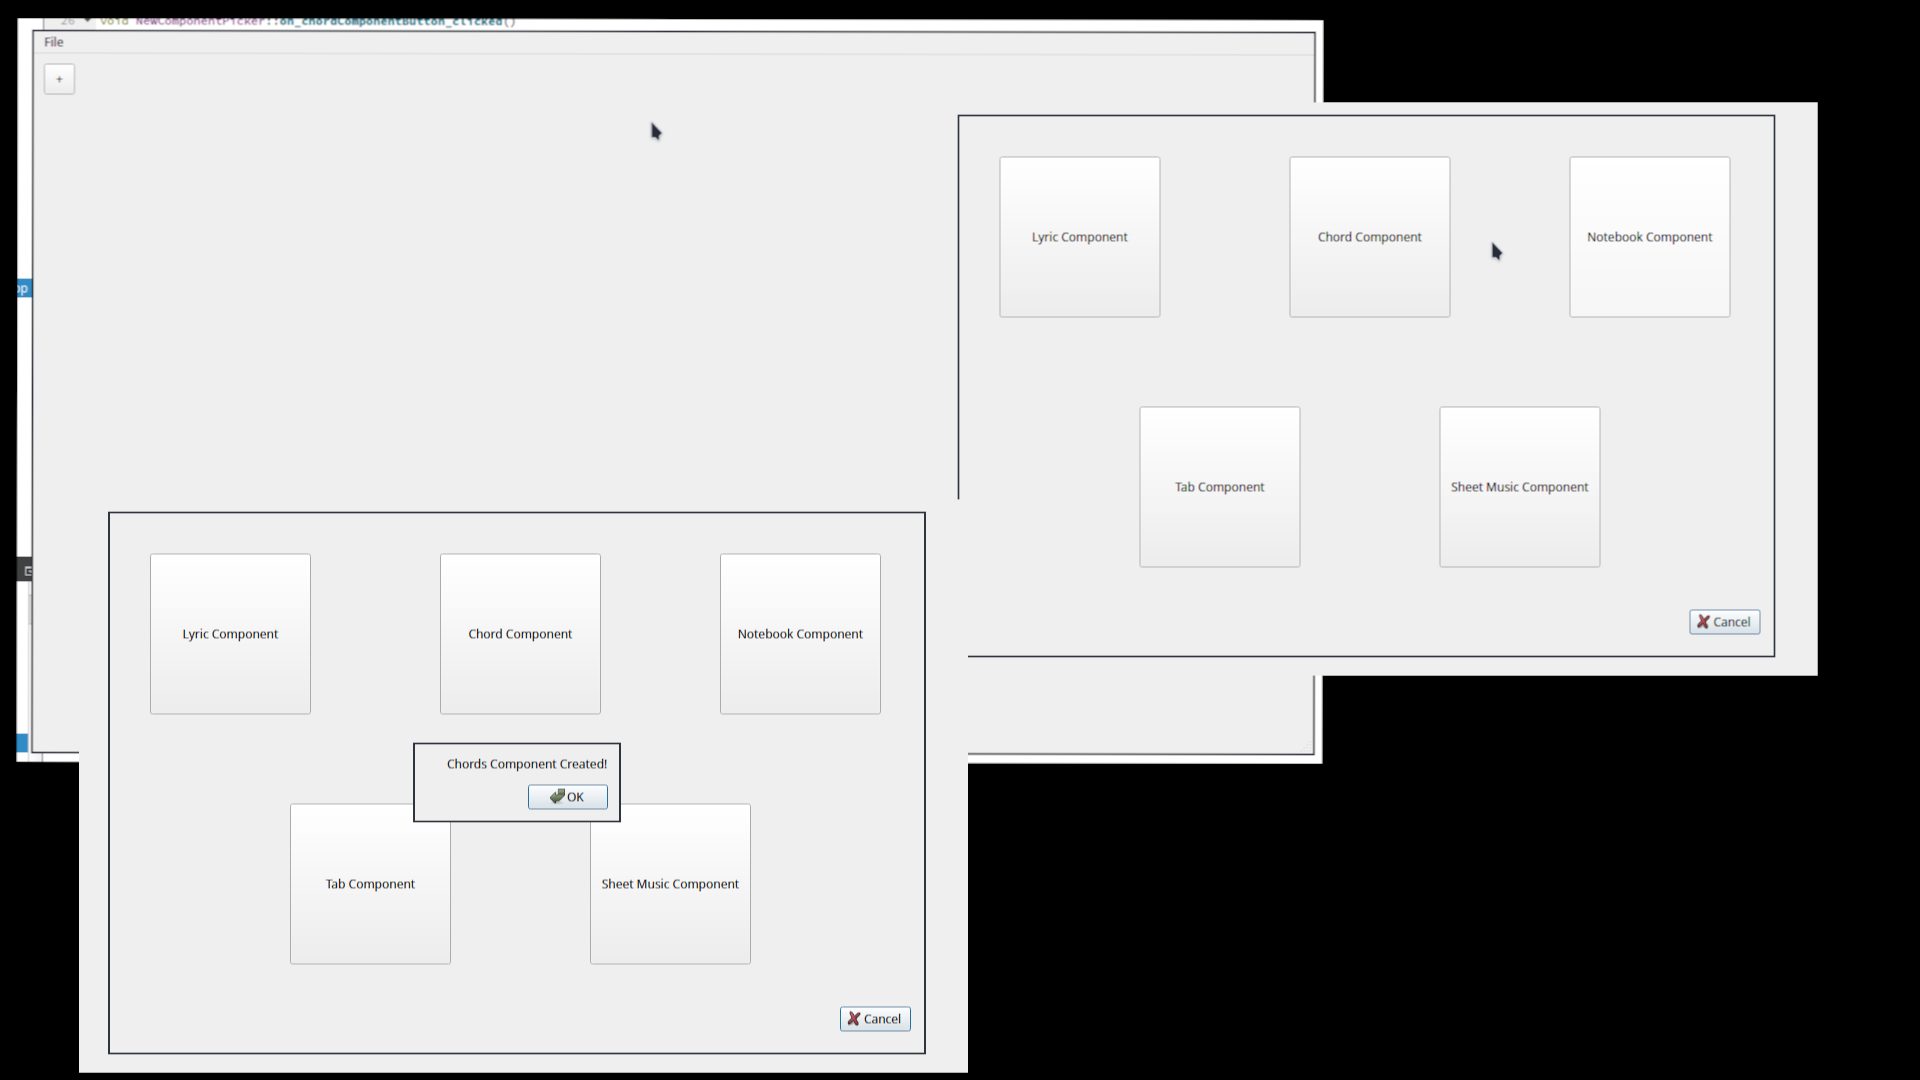 26 void NewComponentPicker::on_chordComponentButton_clicked()
File
+
Lyric Component
Chord Component
Notebook Component
op
Tab Component
Sheet Music Component
Cancel
Lyric Component
Chord Component
Notebook Component
Chords Component Created!
OK
Tab Component
Sheet Music Component
Cancel